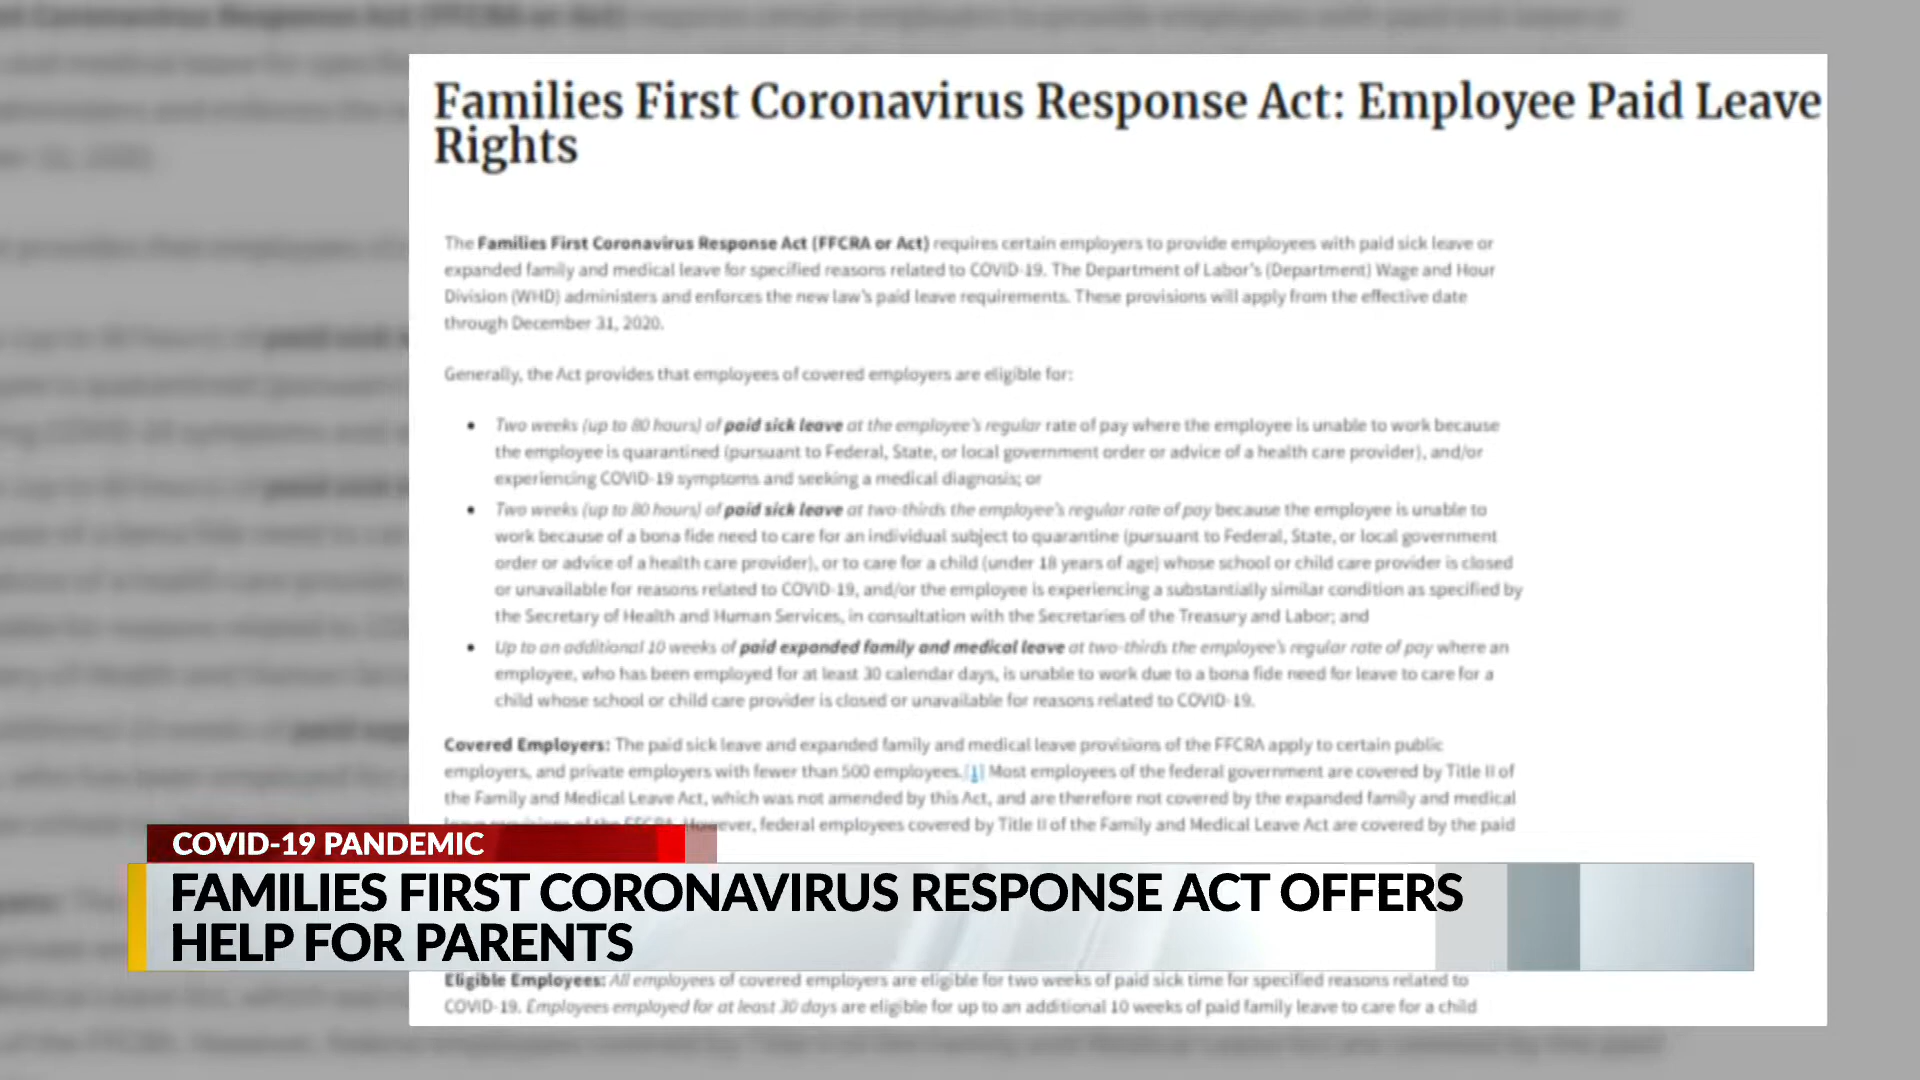 Families First Coronavirus Response Act: Employee Paid Leave
Rights
The Families First Coronavirus Response Act (FFCRA or Act) requires certain employers to provide employees with paid sick leave or
expanded family and medical leave for specified reasons related to COVID-19. The Department of Labor's (Department) Wage and Hour
Division (WHD) administers and enforces the new law's paid leave requirements. These provisions will apply from the effective date
through December 31, 2020.
Generally, the Act provides that employees of covered employers are eligible for:
• Two weeks (up to 80 hours) of paid sick leave at the employee's regular rate of pay where the employee is unable to work because
the employee is quarantined (pursuant to Federal, State, or local government order or advice of a health care provider), and/or
experiencing COVID-19 symptoms and seeking a medical diagnosis; or
• Two weeks (up to 80 hours) of paid sick leave at two-thirds the employee's regular rate of pay because the employee is unable to
work because of a bona fide need to care for an individual subject to quarantine (pursuant to Federal, State, or local government
order or advice of a health care provider), or to care for a child (under 18 years of age) whose school or child care provider is closed
or unavailable for reasons related to COVID-19, and/or the employee is experiencing a substantially similar condition as specified by
the Secretary of Health and Human Services, in consultation with the Secretaries of the Treasury and Labor; and
• Up to an additional 10 weeks of paid expanded family and medical leave at two-thirds the employee's regular rate of pay where an
employee, who has been employed for at least 30 calendar days, is unable to work due to a bona fide need for leave to care for a
child whose school or child care provider is closed or unavailable for reasons related to COVID-19.
Covered Employers: The paid sick leave and expanded family and medical leave provisions of the FFCRA apply to certain public
employers, and private employers with fewer than 500 employees.[1] Most employees of the federal government are covered by Title II of
the Family and Medical Leave Act, which was not amended by this Act, and are therefore not covered by the expanded family and medical
leave provisions of the FFCRA. However, federal employees covered by Title II of the Family and Medical Leave Act are covered by the paid
COVID-19 PANDEMIC
FAMILIES FIRST CORONAVIRUS RESPONSE ACT OFFERS
HELP FOR PARENTS
Eligible Employees: All employees of covered employers are eligible for two weeks of paid sick time for specified reasons related to
COVID-19. Employees employed for at least 30 days are eligible for up to an additional 10 weeks of paid family leave to care for a child